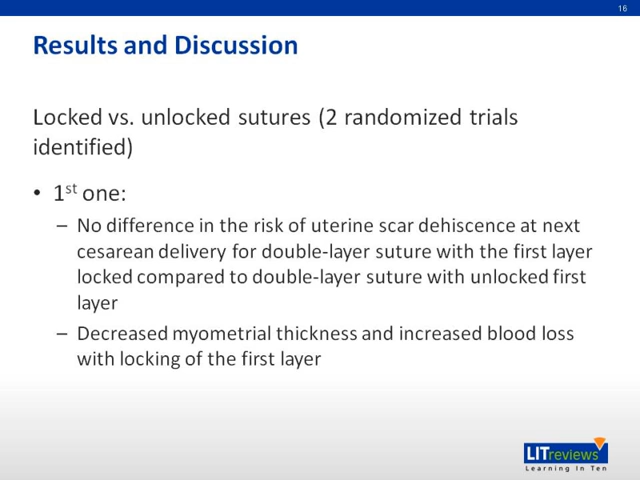 16
Results and Discussion
Locked vs. unlocked sutures (2 randomized trials
identified)
• 1st one:
– No difference in the risk of uterine scar dehiscence at next
cesarean delivery for double-layer suture with the first layer
locked compared to double-layer suture with unlocked first
layer
– Decreased myometrial thickness and increased blood loss
with locking of the first layer
LITreviews
Learning In Ten